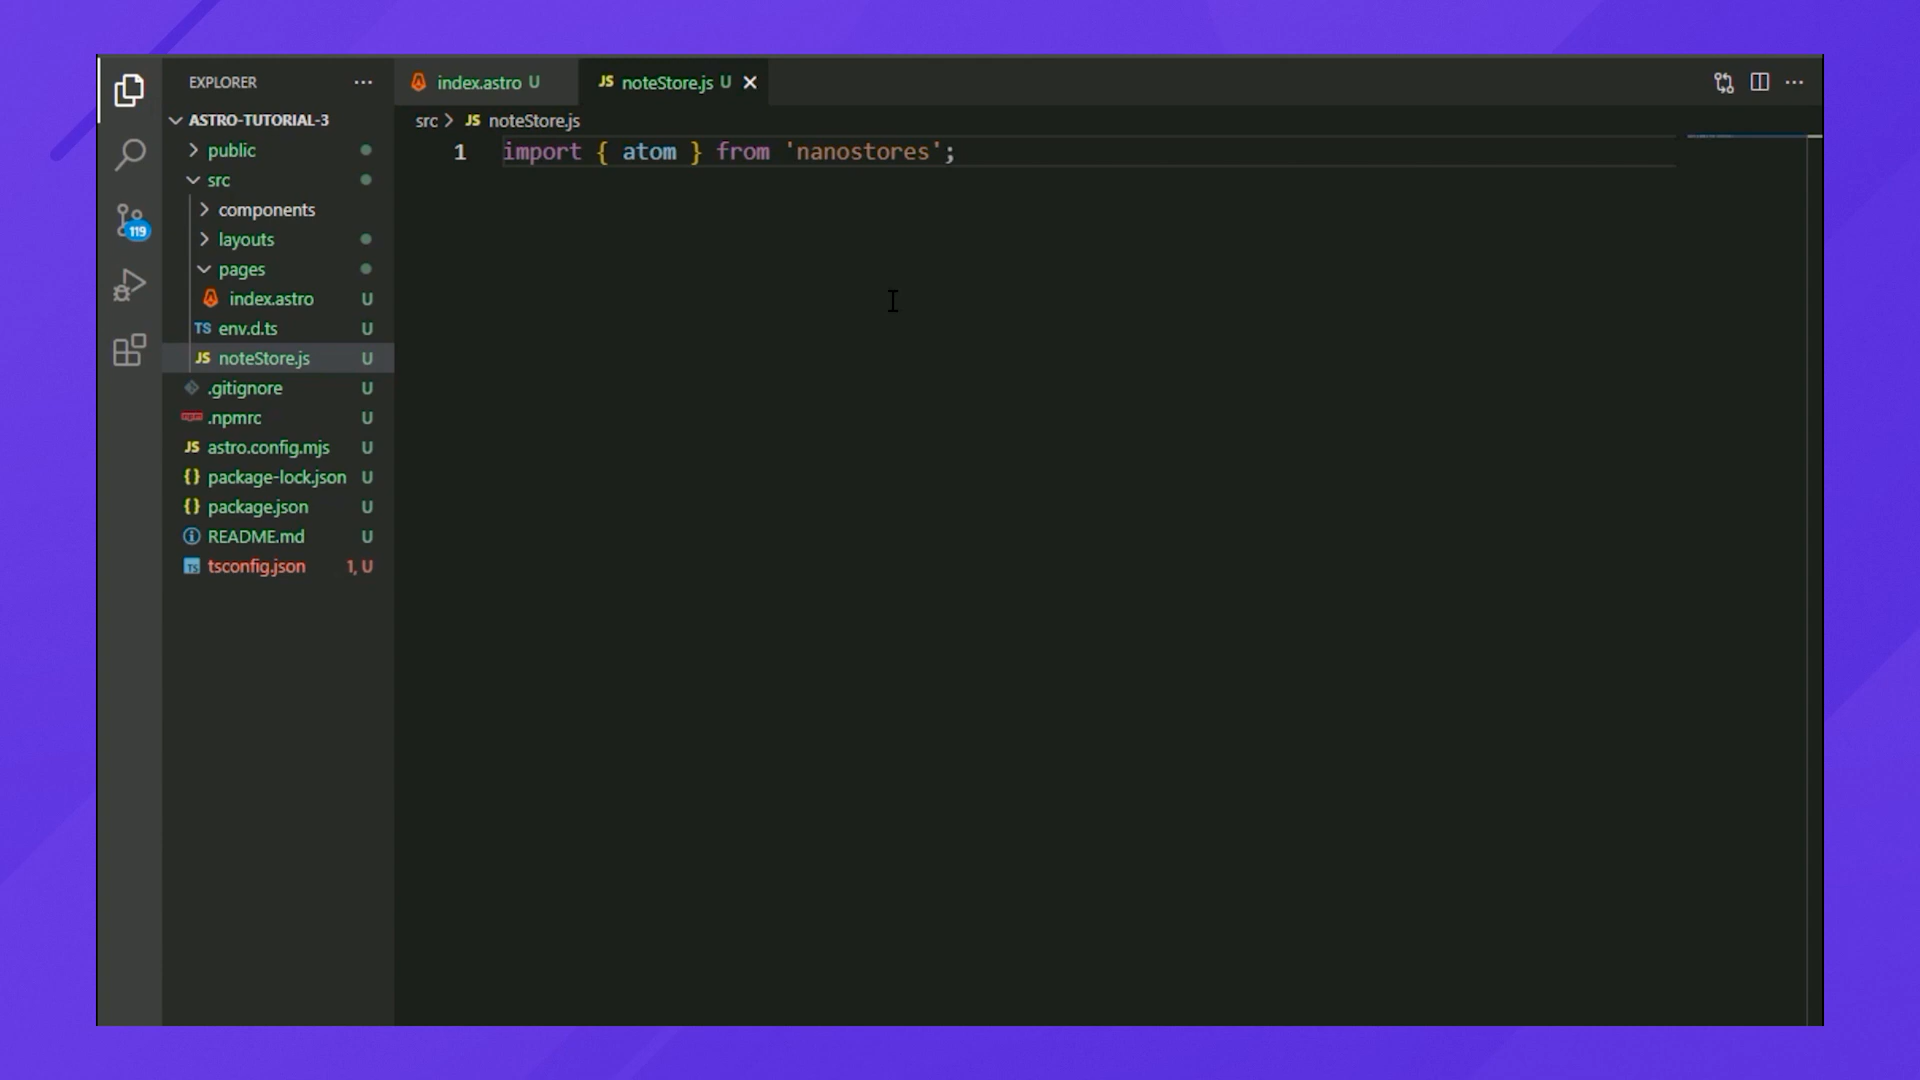 EXPLORER
index.astro U
JS noteStore.js U
ASTRO-TUTORIAL-3
src > JS noteStore.js
1 import { atom } from 'nanostores';
public
src
components
119
layouts
pages
index.astro U
TS env.d.ts U
JS noteStore.js U
.gitignore U
npm .npmrc U
JS astro.config.mjs U
{} package-lock.json U
{} package.json U
README.md U
TS tsconfig.json 1, U